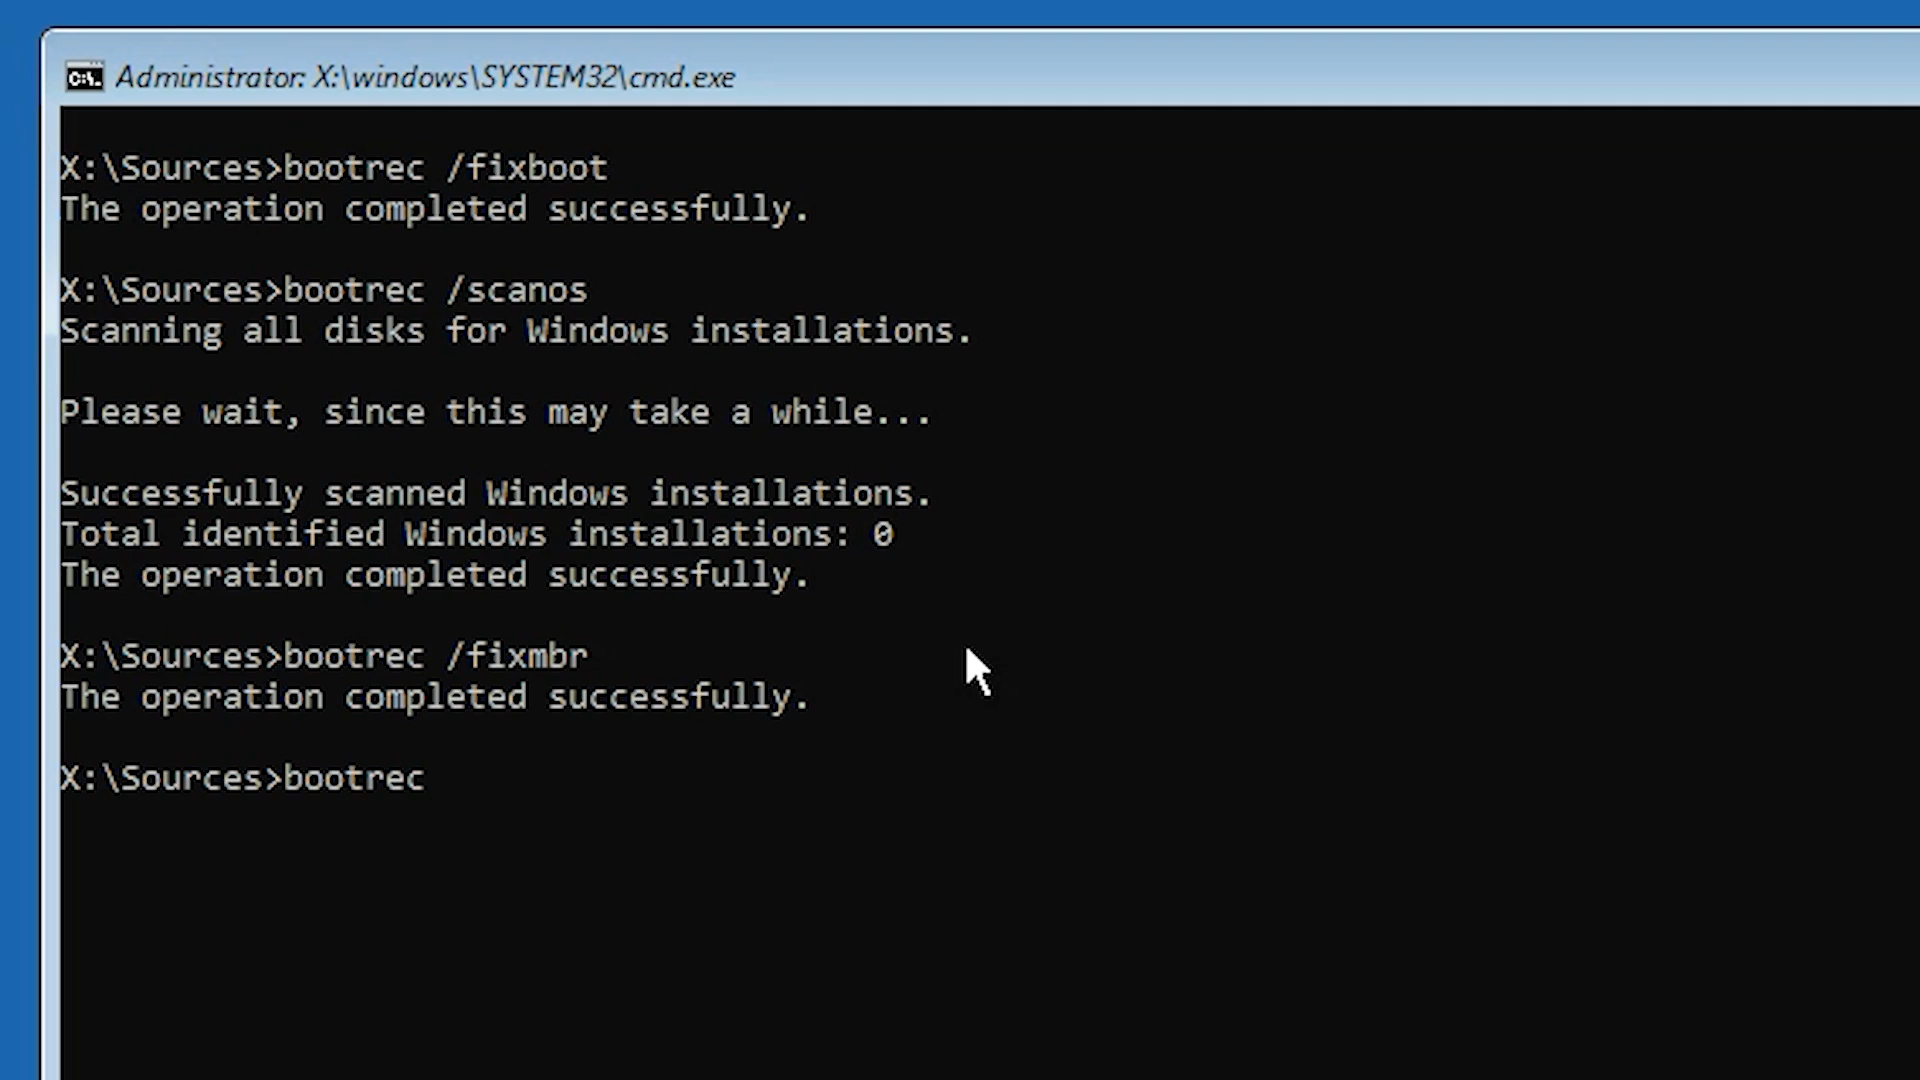 Administrator: X:\windows\SYSTEM32\cmd.exe
X:\Sources>bootrec /fixboot
The operation completed successfully.
X:\Sources>bootrec /scanos
Scanning all disks for Windows installations.
Please wait, since this may take a while...
Successfully scanned Windows installations.
Total identified Windows installations: 0
The operation completed successfully.
X:\Sources>bootrec /fixmbr
The operation completed successfully.
X:\Sources>bootrec